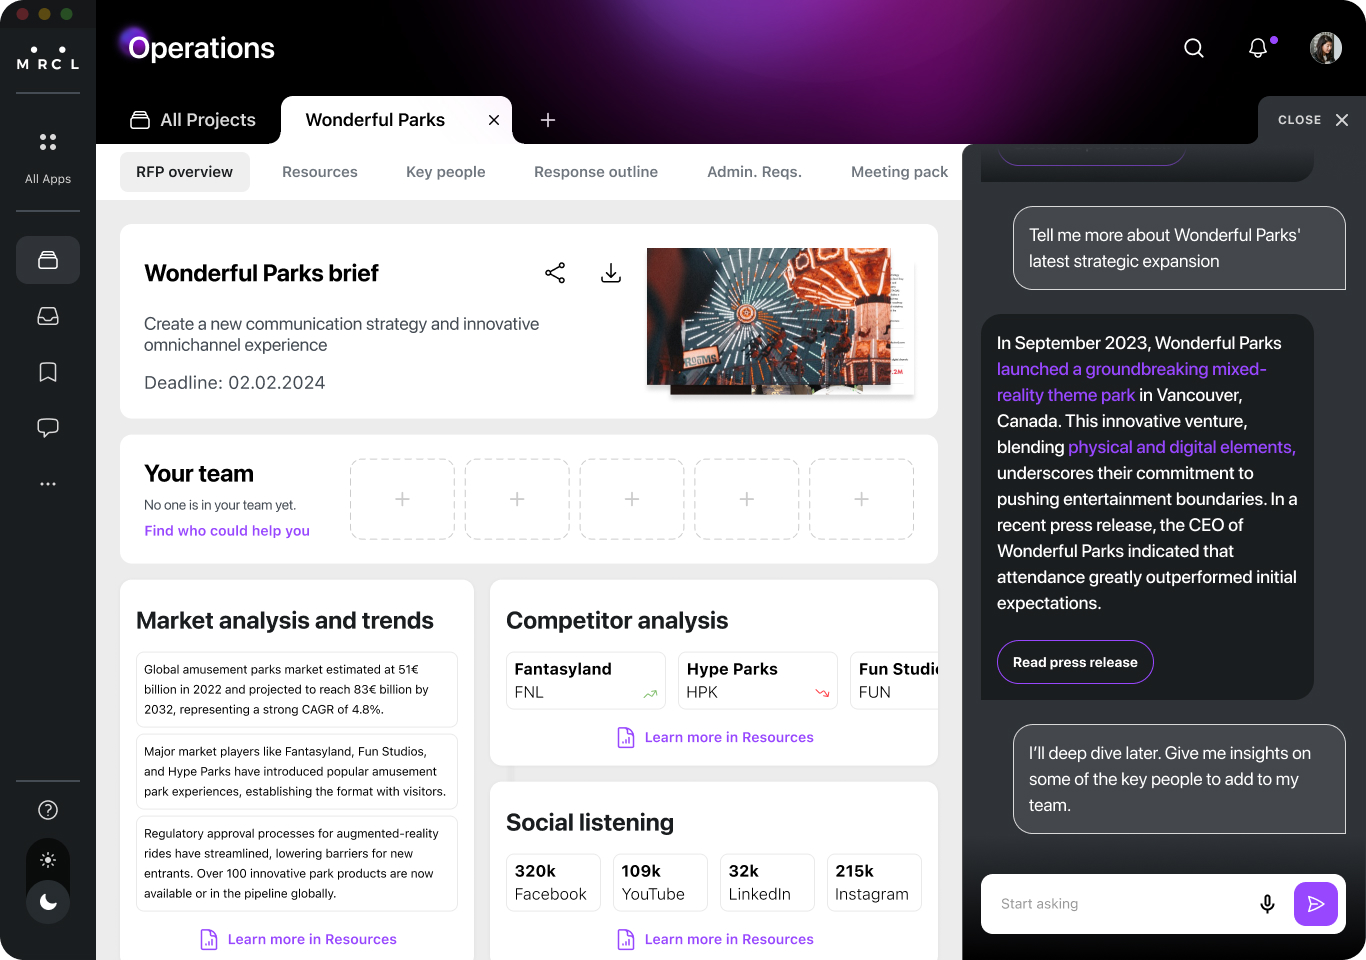 MRCL
All Apps
Operations
All Projects
Wonderful Parks
CLOSE
RFP overview
Resources
Key people
Response outline
Admin. Reqs.
Meeting pack
Wonderful Parks brief
Create a new communication strategy and innovative
omnichannel experience
Deadline: 02.02.2024
ROOMS
.2M
Your team
No one is in your team yet.
Find who could help you
Market analysis and trends
Global amusement parks market estimated at 51€
billion in 2022 and projected to reach 83€ billion by
2032, representing a strong CAGR of 4.8%.
Major market players like Fantasyland, Fun Studios,
and Hype Parks have introduced popular amusement
park experiences, establishing the format with visitors.
Regulatory approval processes for augmented-reality
rides have streamlined, lowering barriers for new
entrants. Over 100 innovative park products are now
available or in the pipeline globally.
Learn more in Resources
Competitor analysis
Fantasyland
FNL
Hype Parks
HPK
Fun Studio
FUN
Learn more in Resources
Social listening
320k
Facebook
109k
YouTube
32k
LinkedIn
215k
Instagram
Learn more in Resources
Tell me more about Wonderful Parks'
latest strategic expansion
In September 2023, Wonderful Parks
launched a groundbreaking mixed-
reality theme park in Vancouver,
Canada. This innovative venture,
blending physical and digital elements,
underscores their commitment to
pushing entertainment boundaries. In a
recent press release, the CEO of
Wonderful Parks indicated that
attendance greatly outperformed initial
expectations.
Read press release
I'll deep dive later. Give me insights on
some of the key people to add to my
team.
Start asking